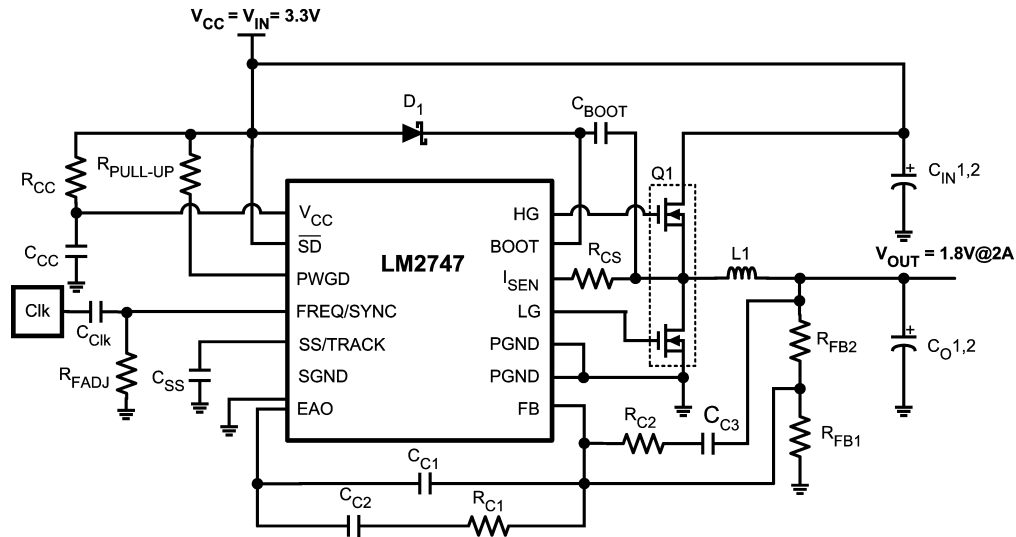 VCC = VIN = 3.3V
D1
CBOOT
RCC
RPULL-UP
Q1
CIN1,2
VCC
HG
CCC
SD
BOOT
RCS
L1
VOUT = 1.8V@2A
LM2747
PWGD
ISEN
Clk
CClk
FREQ/SYNC
LG
RFADJ
CSS
SS/TRACK
PGND
RFB2
CO1,2
SGND
PGND
EAO
FB
RC2
CC3
RFB1
CC1
CC2
RC1